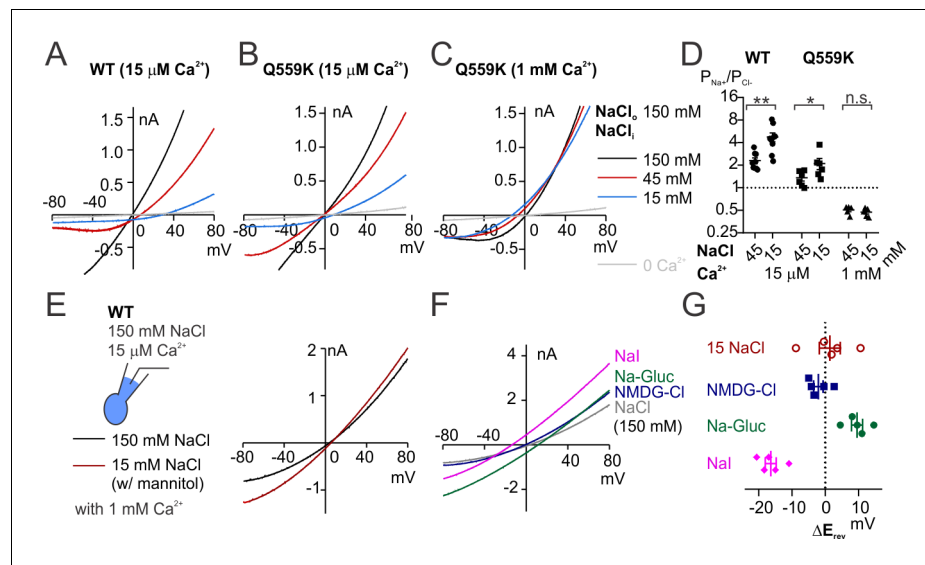 A
WT (15 μM Ca²⁺)
nA
1.5
1.0
0.5
-0.5
-80
-40
40
80
mV
B
Q559K (15 μM Ca²⁺)
nA
1.5
1.0
0.5
-0.5
-80
-40
40
80
mV
C
Q559K (1 mM Ca²⁺)
nA
1.5
1.0
0.5
-0.5
-80
-40
40
80
mV
NaClₒ 150 mM
NaClᵢ
150 mM
45 mM
15 mM
0 Ca²⁺
D
WT Q559K
P_Na+/P_Cl-
** * n.s.
16
8
4
2
1
0.5
0.25
NaCl 45 15 45 15 45 15 mM
Ca²⁺ 15 μM 1 mM
E
WT
150 mM NaCl
15 μM Ca²⁺
150 mM NaCl
15 mM NaCl
(w/ mannitol)
with 1 mM Ca²⁺
2
nA
1
-1
-80
-40
40
80
mV
F
4
nA
2
-2
-80
-40
40
80
mV
NaI
Na-Gluc
NMDG-Cl
NaCl
(150 mM)
G
15 NaCl
NMDG-Cl
Na-Gluc
NaI
-20 -10 0 10
mV
ΔE_rev